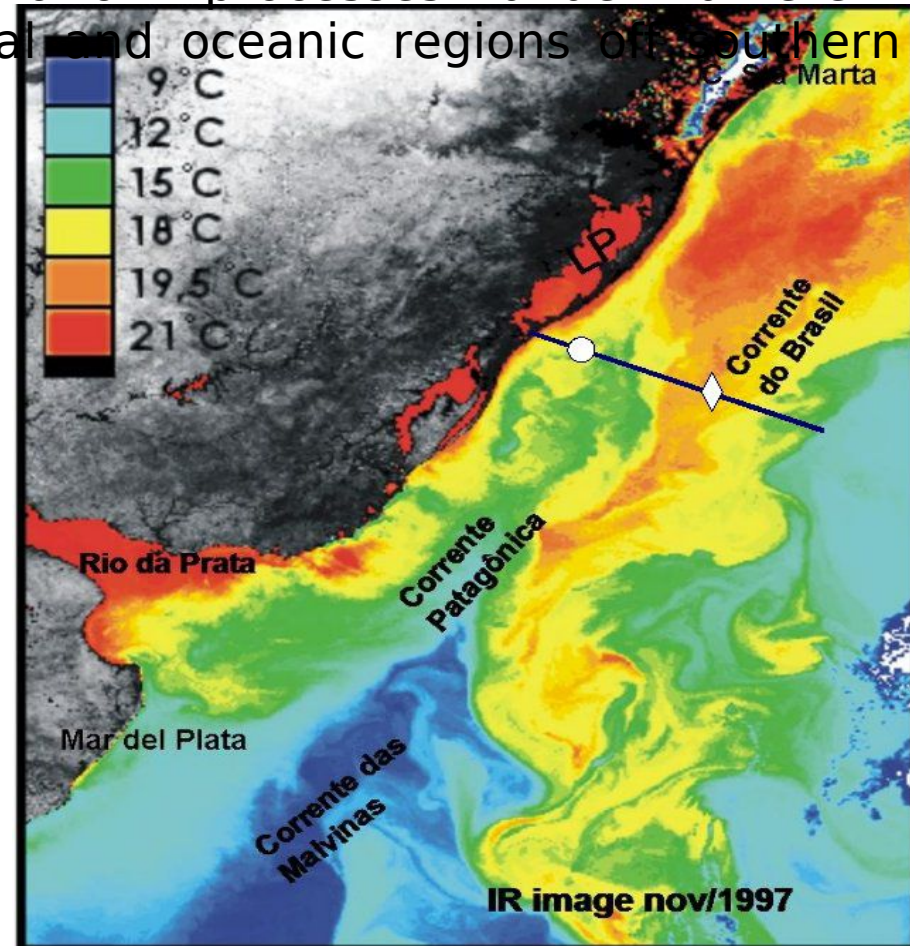 al and oceanic regions off southern
9°C
12°C
15°C
18°C
19,5°C
21°C
Marta
LP
Corrente
do Brasil
Corrente
Patagônica
Rio da Prata
Mar del Plata
Corrente das
Malvinas
IR image nov/1997